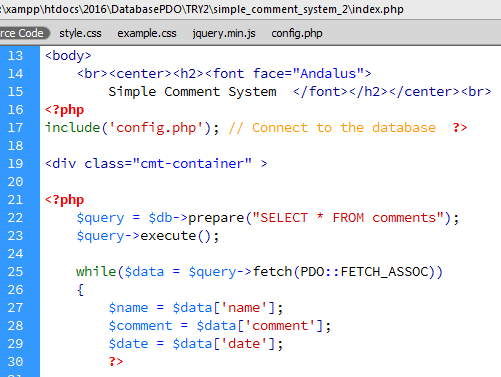 :\xampp\htdocs\2016\DatabasePDO\TRY2\simple_comment_system_2\index.php
rce Code style.css example.css jquery.min.js config.php
13 <body>
14 <br><center><h2><font face="Andalus">
15 Simple Comment System </font></h2></center><br>
16 <?php
17 include('config.php'); // Connect to the database ?>
18
19 <div class="cmt-container" >
20
21 <?php
22 $query = $db->prepare("SELECT * FROM comments");
23 $query->execute();
24
25 while($data = $query->fetch(PDO::FETCH_ASSOC))
26 {
27 $name = $data['name'];
28 $comment = $data['comment'];
29 $date = $data['date'];
30 ?>